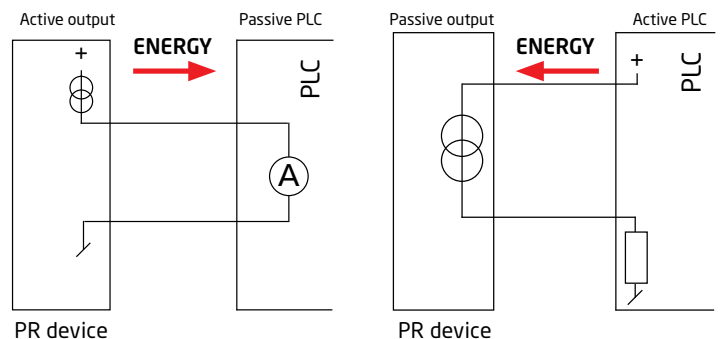 Active output
Passive PLC
ENERGY
+
PLC
A
PR device
Passive output
Active PLC
ENERGY
+
PLC
PR device